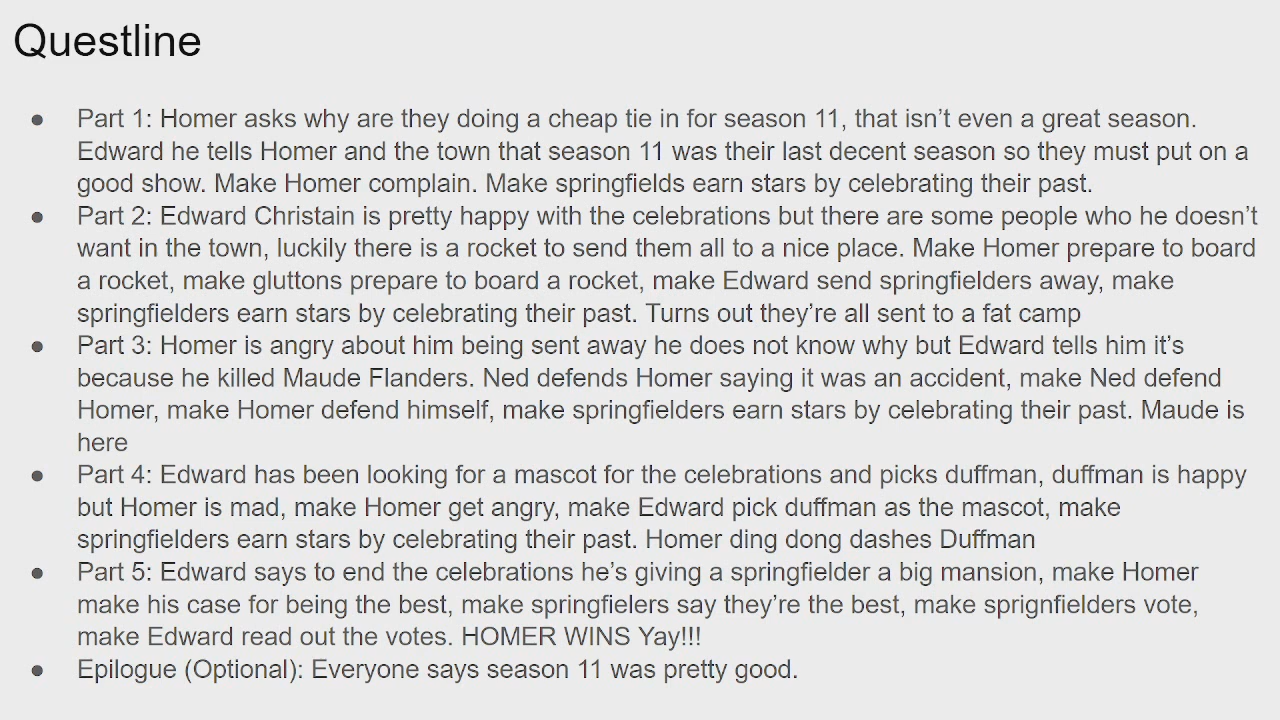 Questline
● Part 1: Homer asks why are they doing a cheap tie in for season 11, that isn’t even a great season.
Edward he tells Homer and the town that season 11 was their last decent season so they must put on a
good show. Make Homer complain. Make springfields earn stars by celebrating their past.
● Part 2: Edward Christain is pretty happy with the celebrations but there are some people who he doesn’t
want in the town, luckily there is a rocket to send them all to a nice place. Make Homer prepare to board
a rocket, make gluttons prepare to board a rocket, make Edward send springfielders away, make
springfielders earn stars by celebrating their past. Turns out they’re all sent to a fat camp
● Part 3: Homer is angry about him being sent away he does not know why but Edward tells him it’s
because he killed Maude Flanders. Ned defends Homer saying it was an accident, make Ned defend
Homer, make Homer defend himself, make springfielders earn stars by celebrating their past. Maude is
here
● Part 4: Edward has been looking for a mascot for the celebrations and picks duffman, duffman is happy
but Homer is mad, make Homer get angry, make Edward pick duffman as the mascot, make
springfielders earn stars by celebrating their past. Homer ding dong dashes Duffman
● Part 5: Edward says to end the celebrations he’s giving a springfielder a big mansion, make Homer
make his case for being the best, make springfielers say they’re the best, make sprignfielders vote,
make Edward read out the votes. HOMER WINS Yay!!!
● Epilogue (Optional): Everyone says season 11 was pretty good.